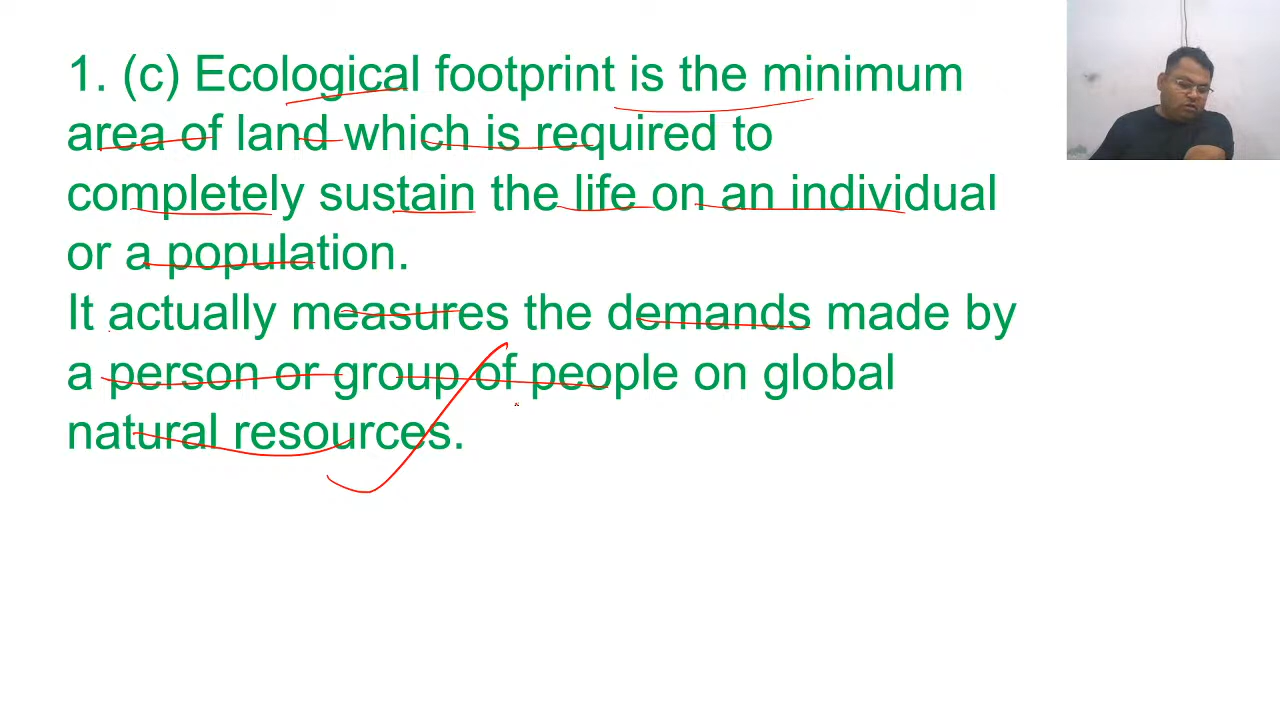 1. (c) Ecological footprint is the minimum
area of land which is required to
completely sustain the life on an individual
or a population.
It actually measures the demands made by
a person or group of people on global
natural resources.